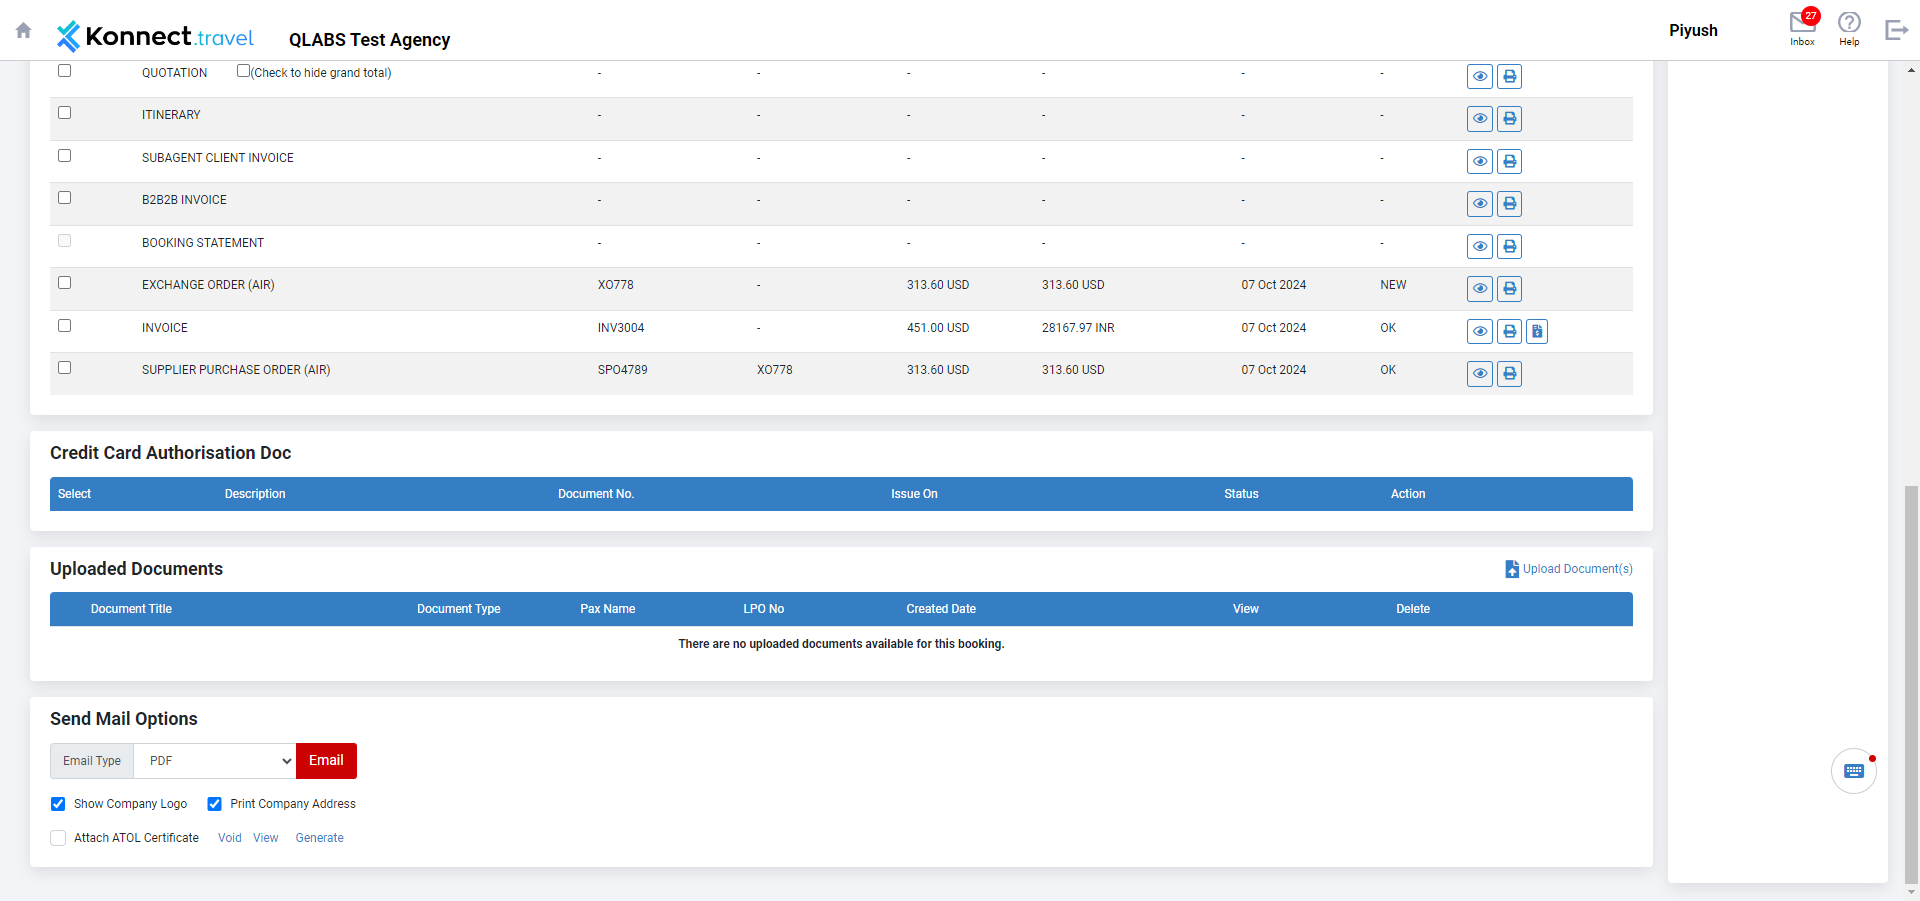 Konnect.travel QLABS Test Agency Piyush 27 Inbox Help
QUOTATION (Check to hide grand total) - - - - - -
ITINERARY - - - - - -
SUBAGENT CLIENT INVOICE - - - - - -
B2B2B INVOICE - - - - - -
BOOKING STATEMENT - - - - - -
EXCHANGE ORDER (AIR) XO778 - 313.60 USD 313.60 USD 07 Oct 2024 NEW
INVOICE INV3004 - 451.00 USD 28167.97 INR 07 Oct 2024 OK
SUPPLIER PURCHASE ORDER (AIR) SPO4789 XO778 313.60 USD 313.60 USD 07 Oct 2024 OK
Credit Card Authorisation Doc
Select Description Document No. Issue On Status Action
Uploaded Documents Upload Document(s)
Document Title Document Type Pax Name LPO No Created Date View Delete
There are no uploaded documents available for this booking.
Send Mail Options
Email Type PDF Email
Show Company Logo Print Company Address
Attach ATOL Certificate Void View Generate